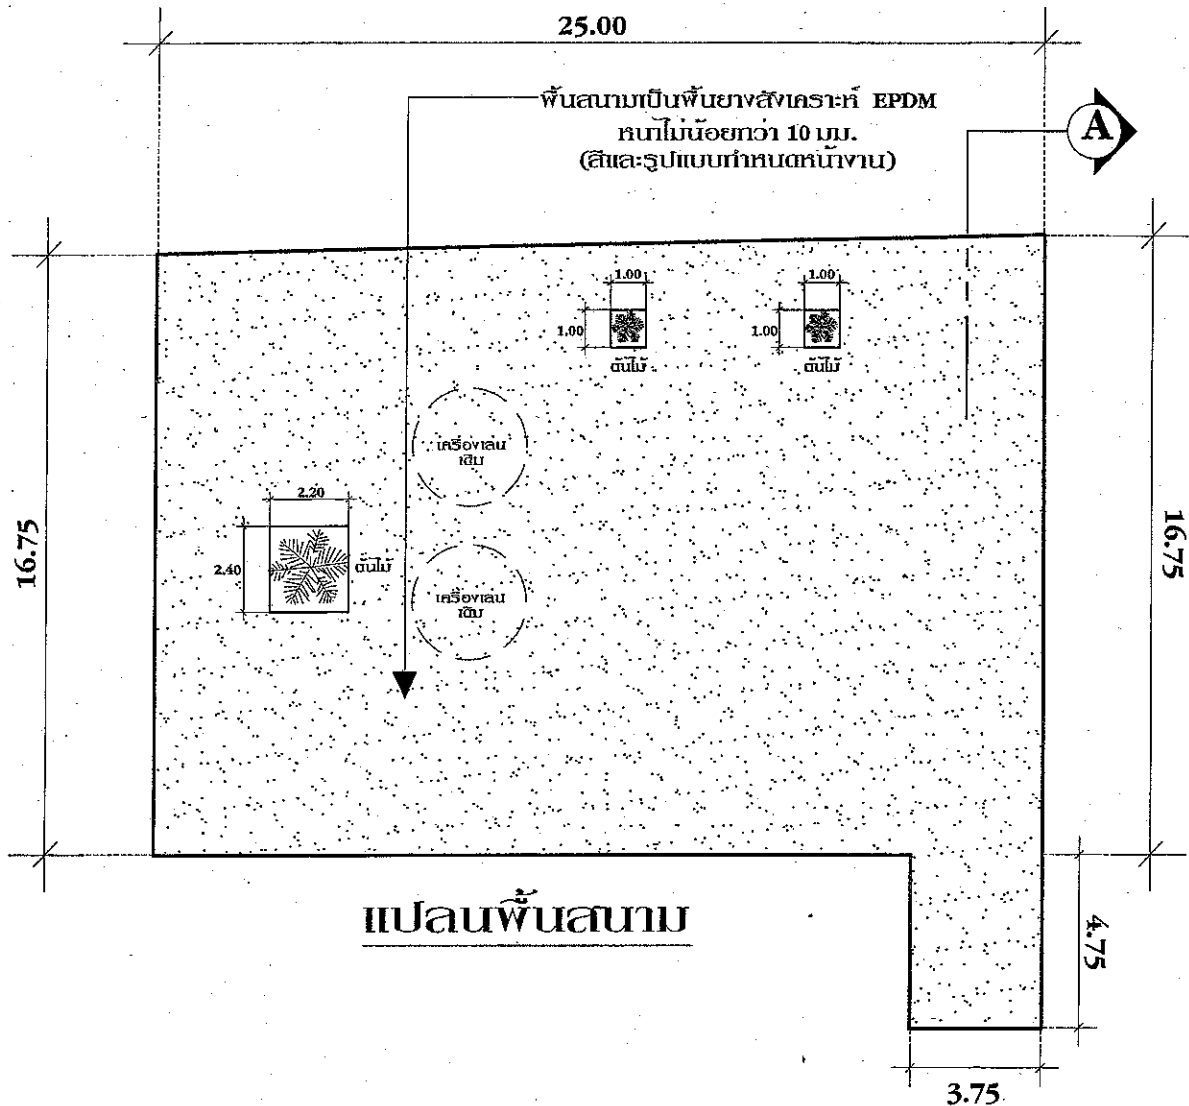 25.00
พื้นสนามเป็นพื้นยางสังเคราะห์ EPDM
หนาไม่น้อยกว่า 10 มม.
(สีและรูปแบบกำหนดหน้างาน)
A
1.00
1.00
1.00
1.00
ต้นไม้
ต้นไม้
เครื่องเล่น
เดิม
2.20
2.40
ต้นไม้
เครื่องเล่น
เดิม
16.75
16.75
แปลนพื้นสนาม
4.75
3.75